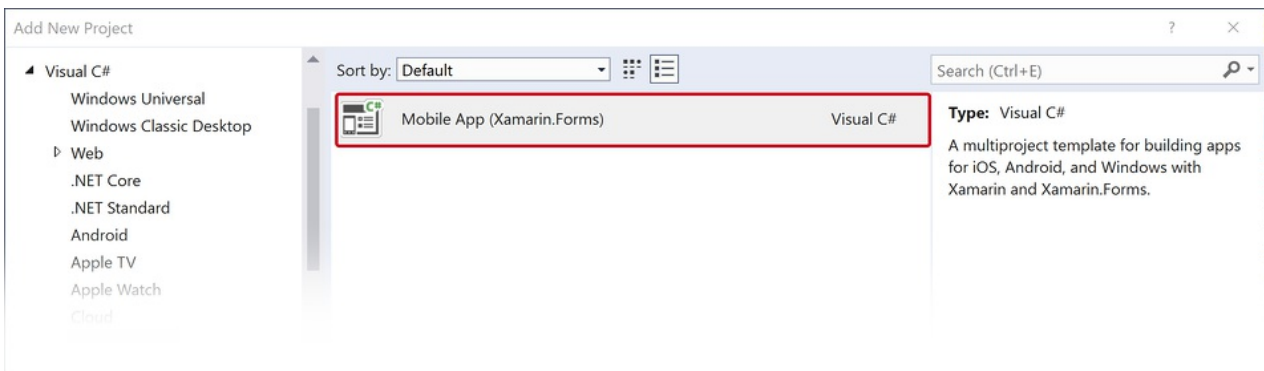 Add New Project
?
Visual C#
Windows Universal
Windows Classic Desktop
Web
.NET Core
.NET Standard
Android
Apple TV
Apple Watch
Cloud
Sort by: Default
C#
Mobile App (Xamarin.Forms) Visual C#
Search (Ctrl+E)
Type: Visual C#
A multiproject template for building apps
for iOS, Android, and Windows with
Xamarin and Xamarin.Forms.